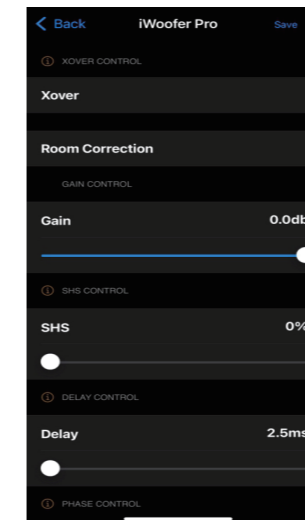 Back iWoofer Pro Save
XOVER CONTROL
Xover
Room Correction
GAIN CONTROL
Gain 0.0db
SHS CONTROL
SHS 0%
DELAY CONTROL
Delay 2.5ms
PHASE CONTROL